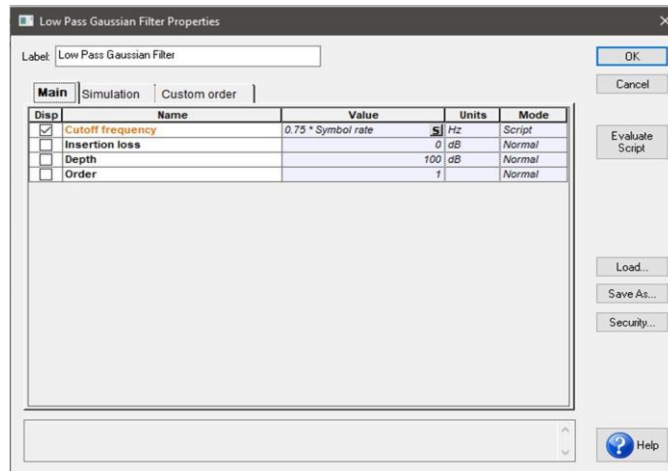 Low Pass Gaussian Filter Properties
Label: Low Pass Gaussian Filter
OK
Cancel
Main Simulation Custom order
Disp Name Value Units Mode
Cutoff frequency 0.75 * Symbol rate S Hz Script
Insertion loss 0 dB Normal
Depth 100 dB Normal
Order 1 Normal
Evaluate
Script
Load...
Save As...
Security...
? Help